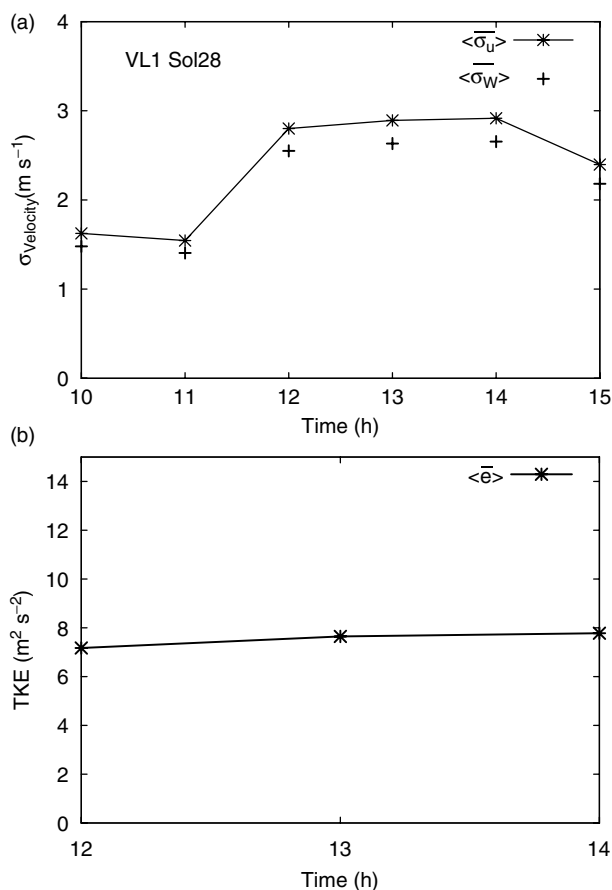 (a)
4
3
2
1
0
σVelocity(m s⁻¹)
VL1 Sol28
<σ̅u̅>
<σ̅W̅>
10 11 12 13 14 15
Time (h)
(b)
14
12
10
8
6
4
2
0
TKE (m² s⁻²)
<e̅>
12 13 14
Time (h)